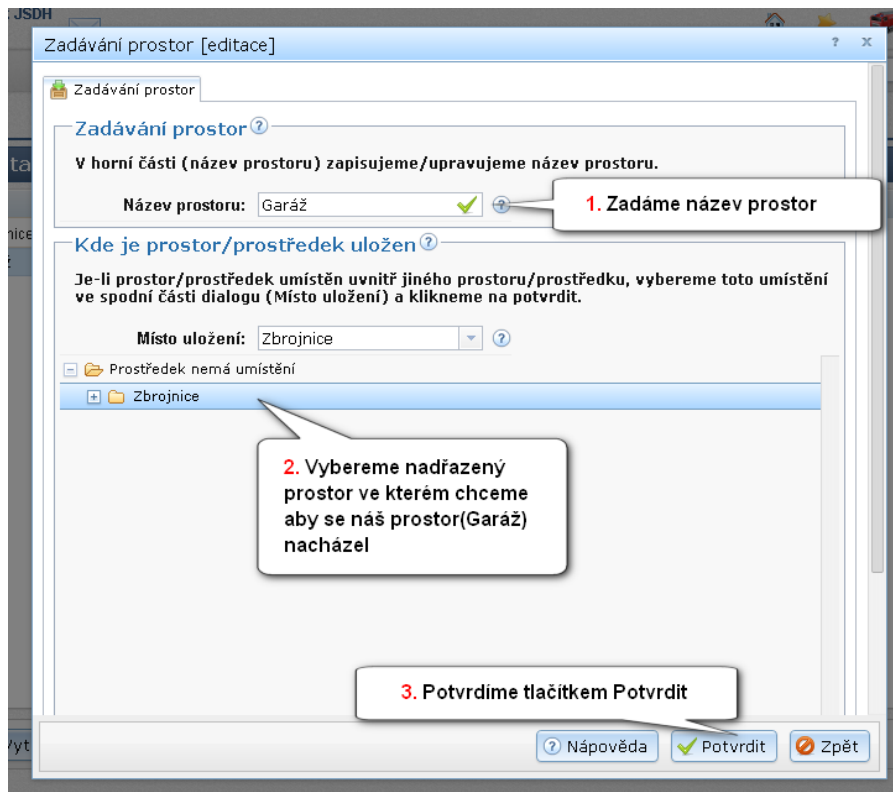 JSDH
Zadávání prostor [editace]
Zadávání prostor
Zadávání prostor
V horní části (název prostoru) zapisujeme/upravujeme název prostoru.
Název prostoru: Garáž
1. Zadáme název prostor
Kde je prostor/prostředek uložen
Je-li prostor/prostředek umístěn uvnitř jiného prostoru/prostředku, vybereme toto umístění
ve spodní části dialogu (Místo uložení) a klikneme na potvrdit.
Místo uložení: Zbrojnice
Prostředek nemá umístění
Zbrojnice
2. Vybereme nadřazený
prostor ve kterém chceme
aby se náš prostor(Garáž)
nacházel
3. Potvrdíme tlačítkem Potvrdit
Nápověda Potvrdit Zpět